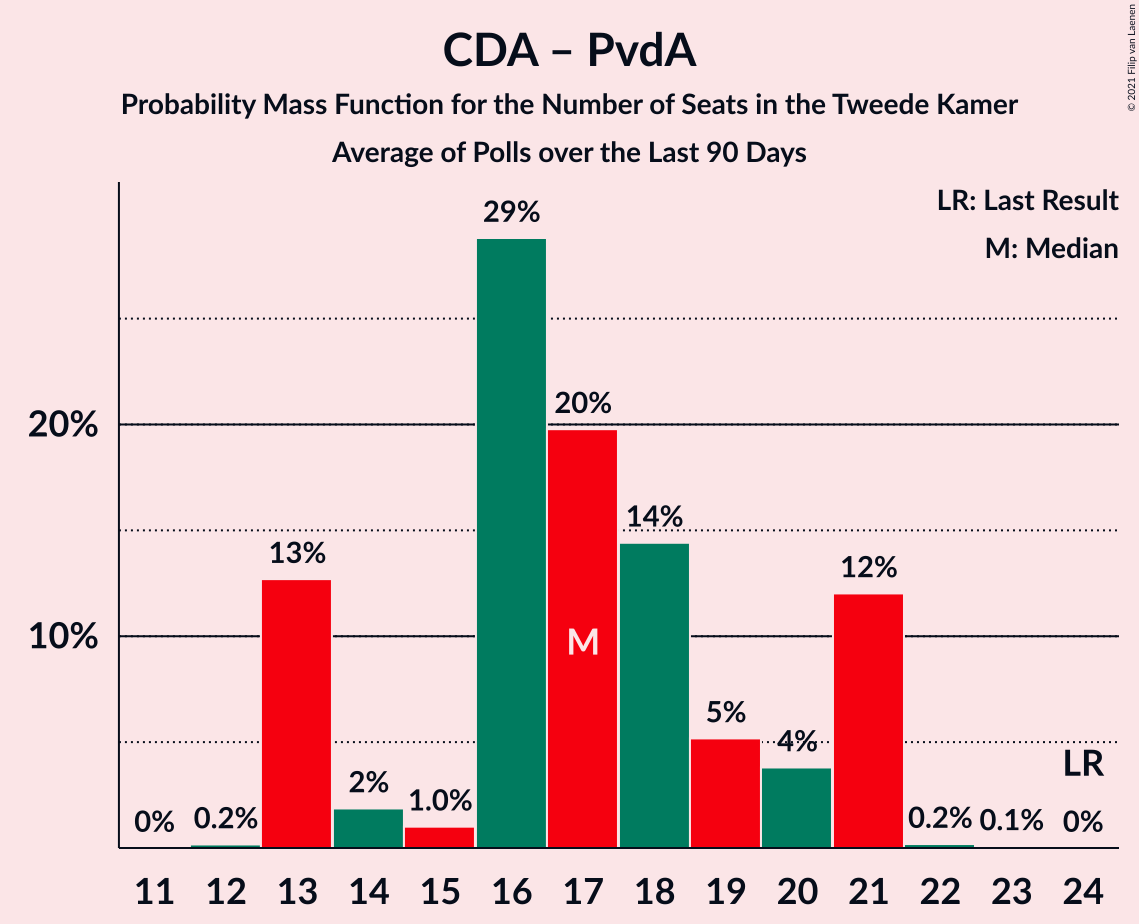 CDA – PvdA
Probability Mass Function for the Number of Seats in the Tweede Kamer
Average of Polls over the Last 90 Days
© 2021 Filip van Laenen
LR: Last Result
M: Median
29%
20%
20%
14%
13%
12%
10%
M
5%
4%
LR
2%
1.0%
0%
0.2%
0.2%
0.1%
0%
11 12 13 14 15 16 17 18 19 20 21 22 23 24